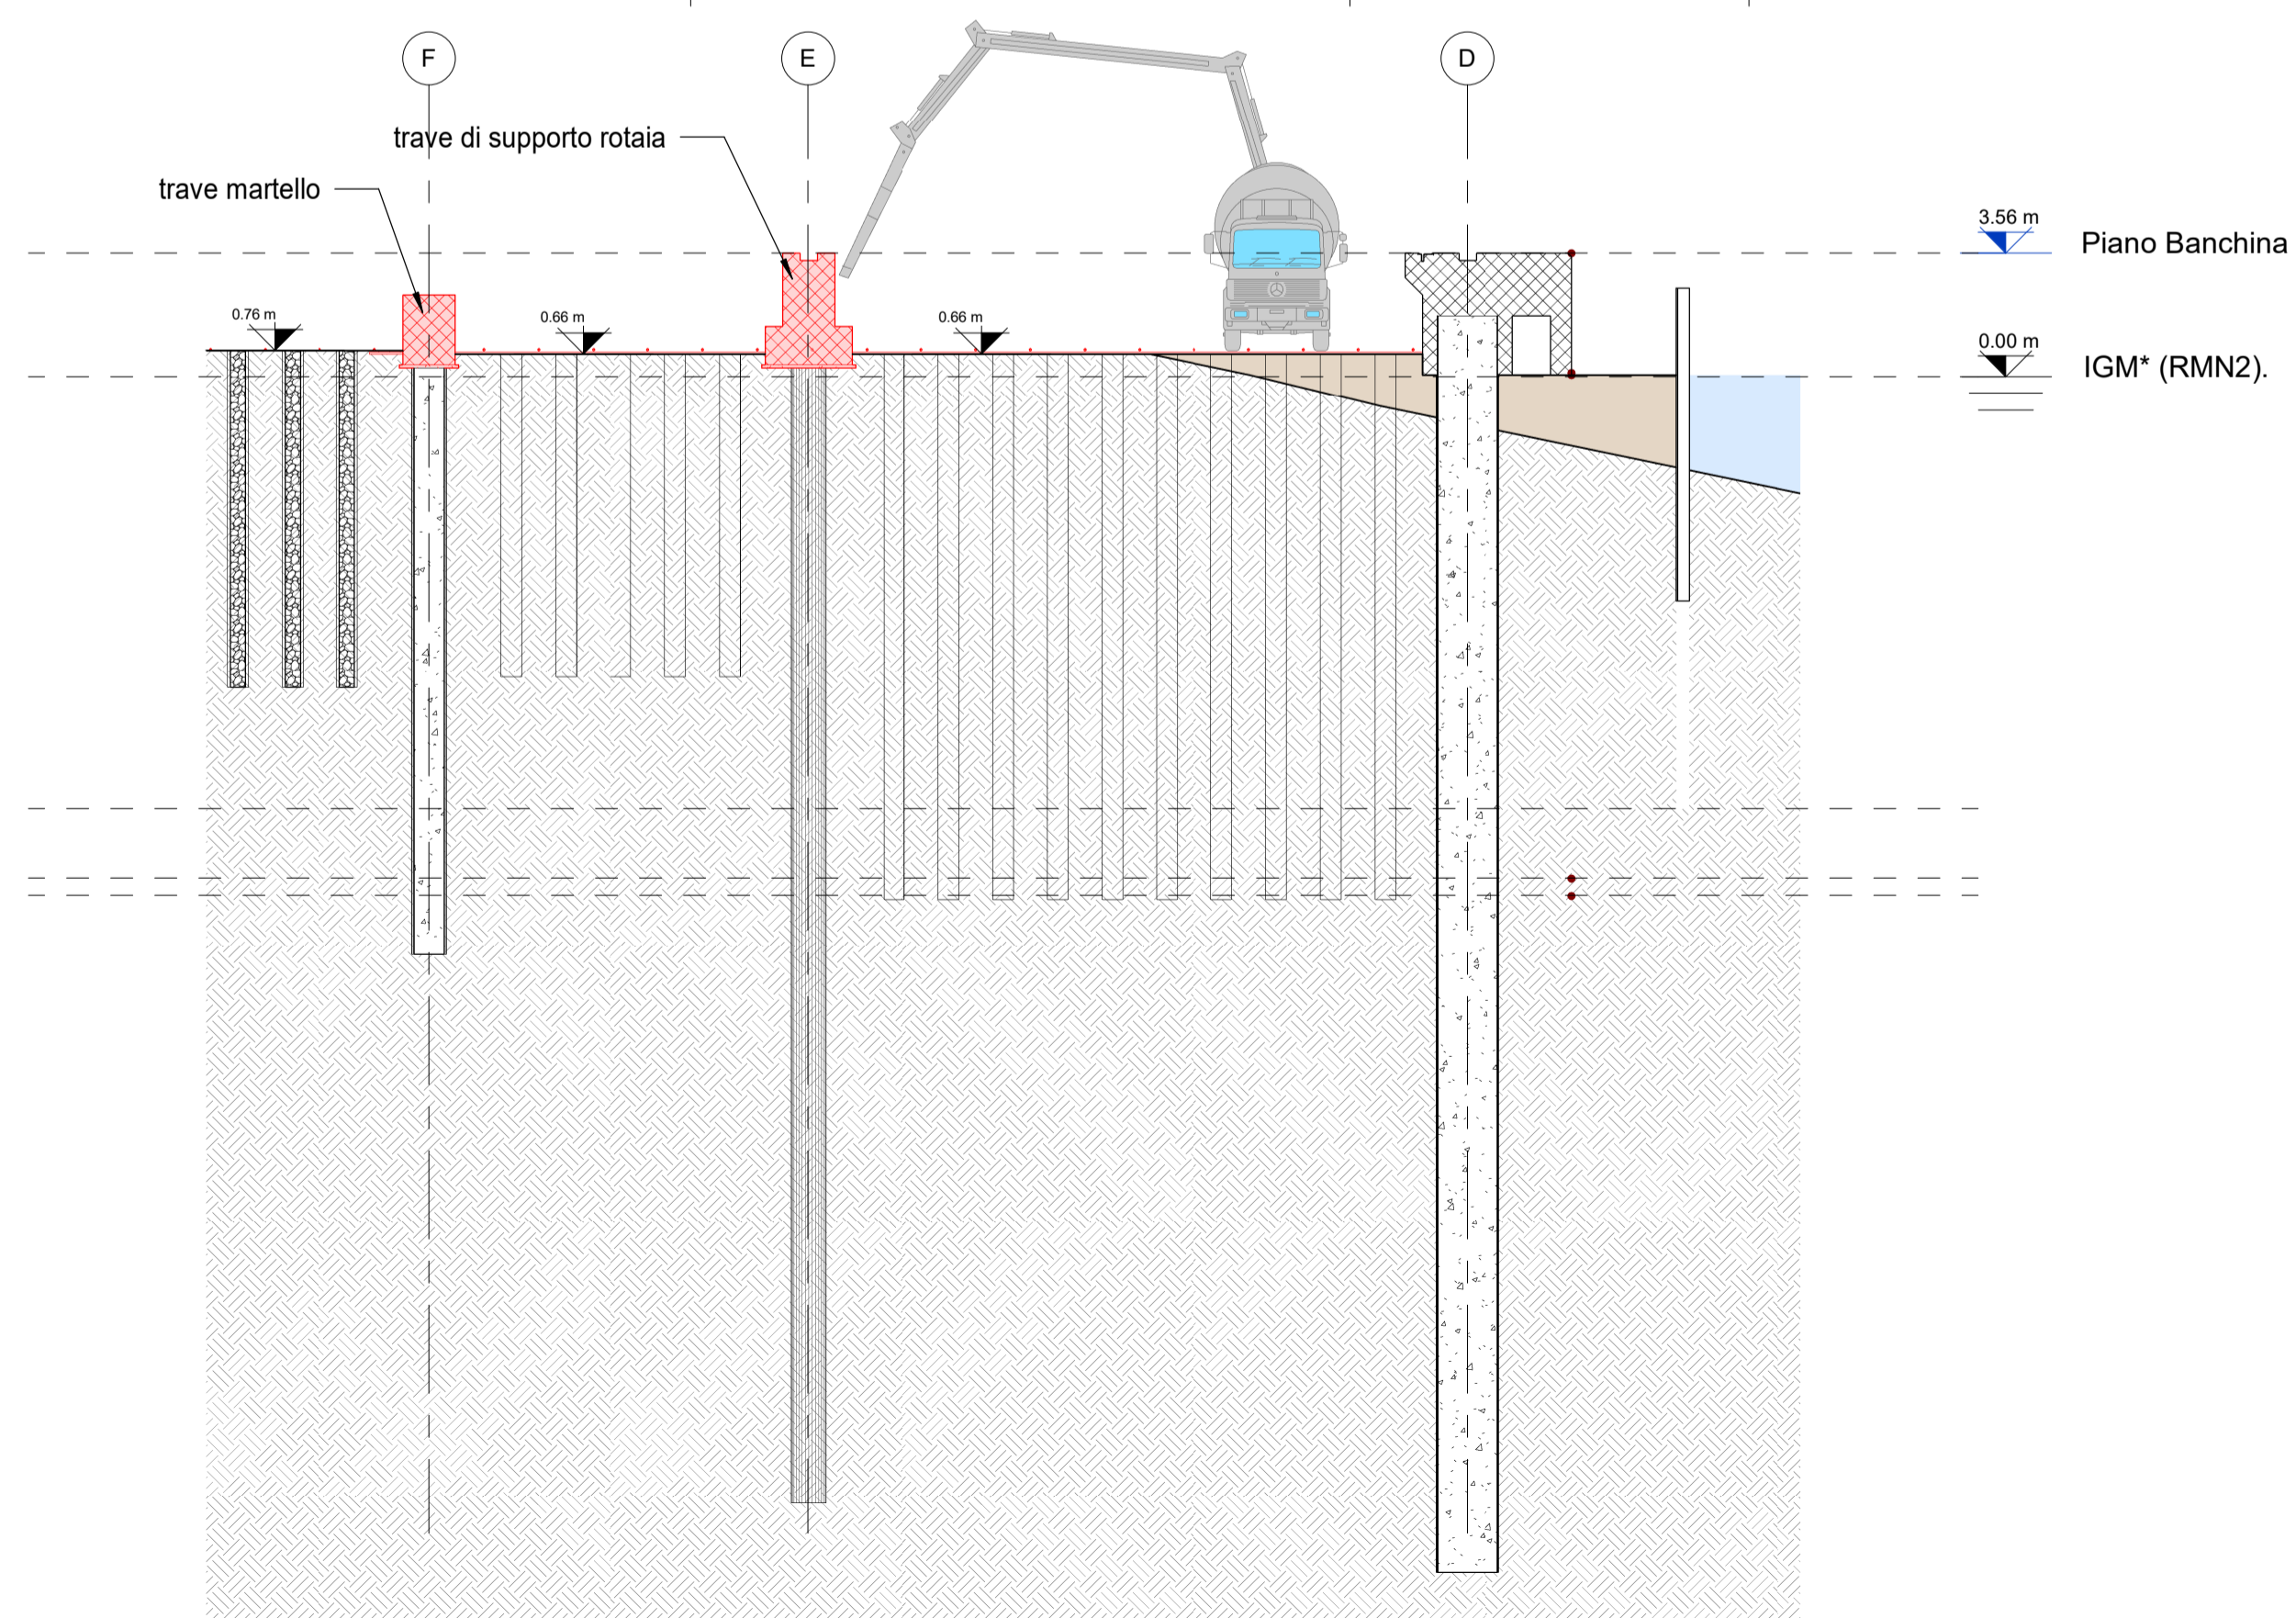 F
E
D
trave di supporto rotaia
trave martello
3.56 m
Piano Banchina
0.76 m
0.66 m
0.66 m
0.00 m
IGM* (RMN2).